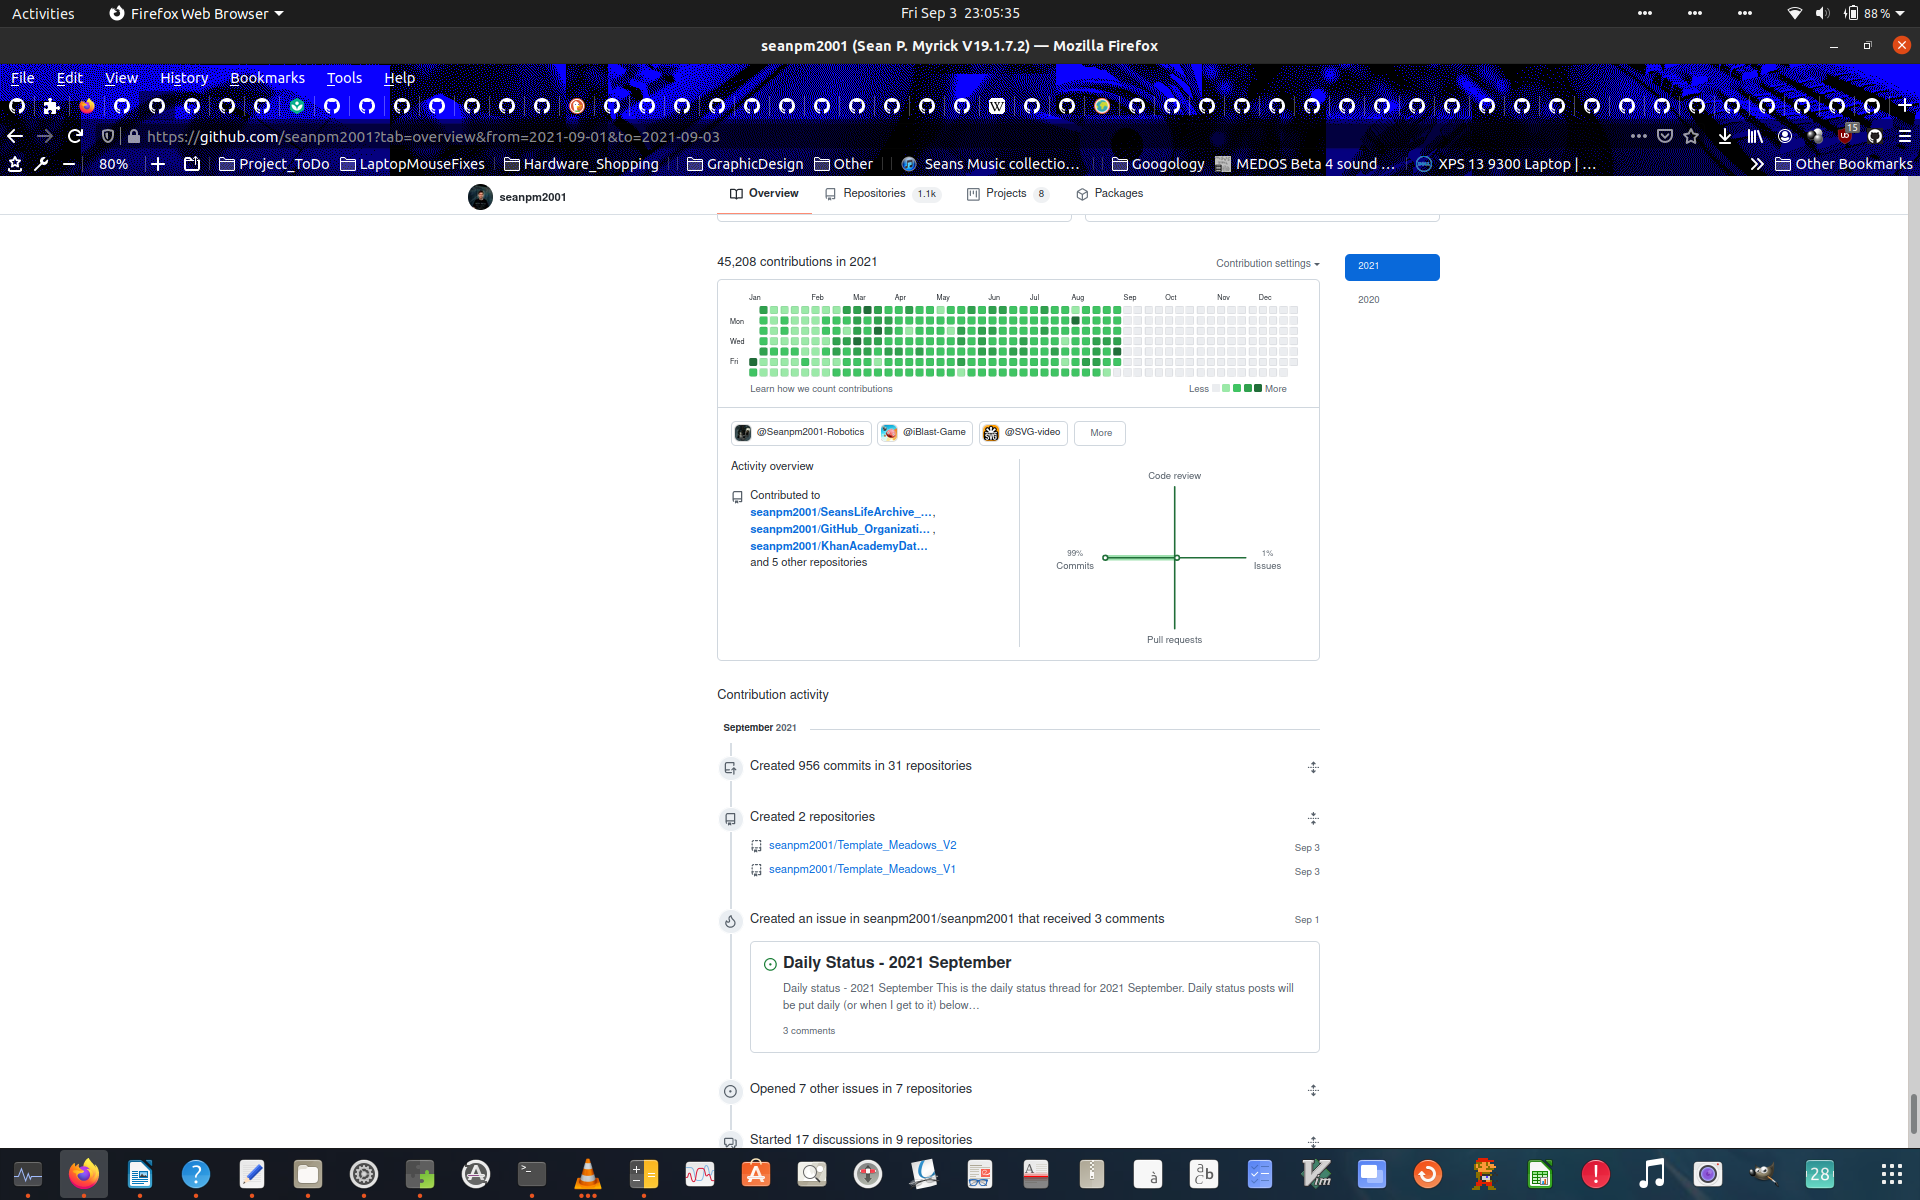 Activities
Firefox Web Browser
Fri Sep 3 23:05:35
88 %
seanpm2001 (Sean P. Myrick V19.1.7.2) — Mozilla Firefox
File Edit View History Bookmarks Tools Help
W
https://github.com/seanpm2001?tab=overview&from=2021-09-01&to=2021-09-03
15
80%
Project_ToDo
LaptopMouseFixes
Hardware_Shopping
GraphicDesign
Other
Seans Music collectio…
Googology
MEDOS Beta 4 sound …
XPS 13 9300 Laptop | …
Other Bookmarks
seanpm2001
Overview
Repositories 1.1k
Projects 8
Packages
45,208 contributions in 2021
Contribution settings
2021
2020
Jan Feb Mar Apr May Jun Jul Aug Sep Oct Nov Dec
Mon
Wed
Fri
Learn how we count contributions
Less More
@Seanpm2001-Robotics
@iBlast-Game
SVG
@SVG-video
More
Activity overview
Contributed to
seanpm2001/SeansLifeArchive_…,
seanpm2001/GitHub_Organizati… ,
seanpm2001/KhanAcademyDat…
and 5 other repositories
Code review
99%
Commits
1%
Issues
Pull requests
Contribution activity
September 2021
Created 956 commits in 31 repositories
Created 2 repositories
seanpm2001/Template_Meadows_V2
Sep 3
seanpm2001/Template_Meadows_V1
Sep 3
Created an issue in seanpm2001/seanpm2001 that received 3 comments
Sep 1
Daily Status - 2021 September
Daily status - 2021 September This is the daily status thread for 2021 September. Daily status posts will
be put daily (or when I get to it) below…
3 comments
Opened 7 other issues in 7 repositories
Started 17 discussions in 9 repositories
28